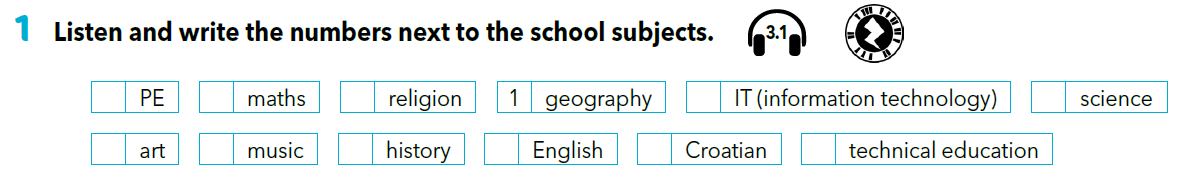 1 Listen and write the numbers next to the school subjects. 3.1
PE maths religion 1 geography IT (information technology) science
art music history English Croatian technical education